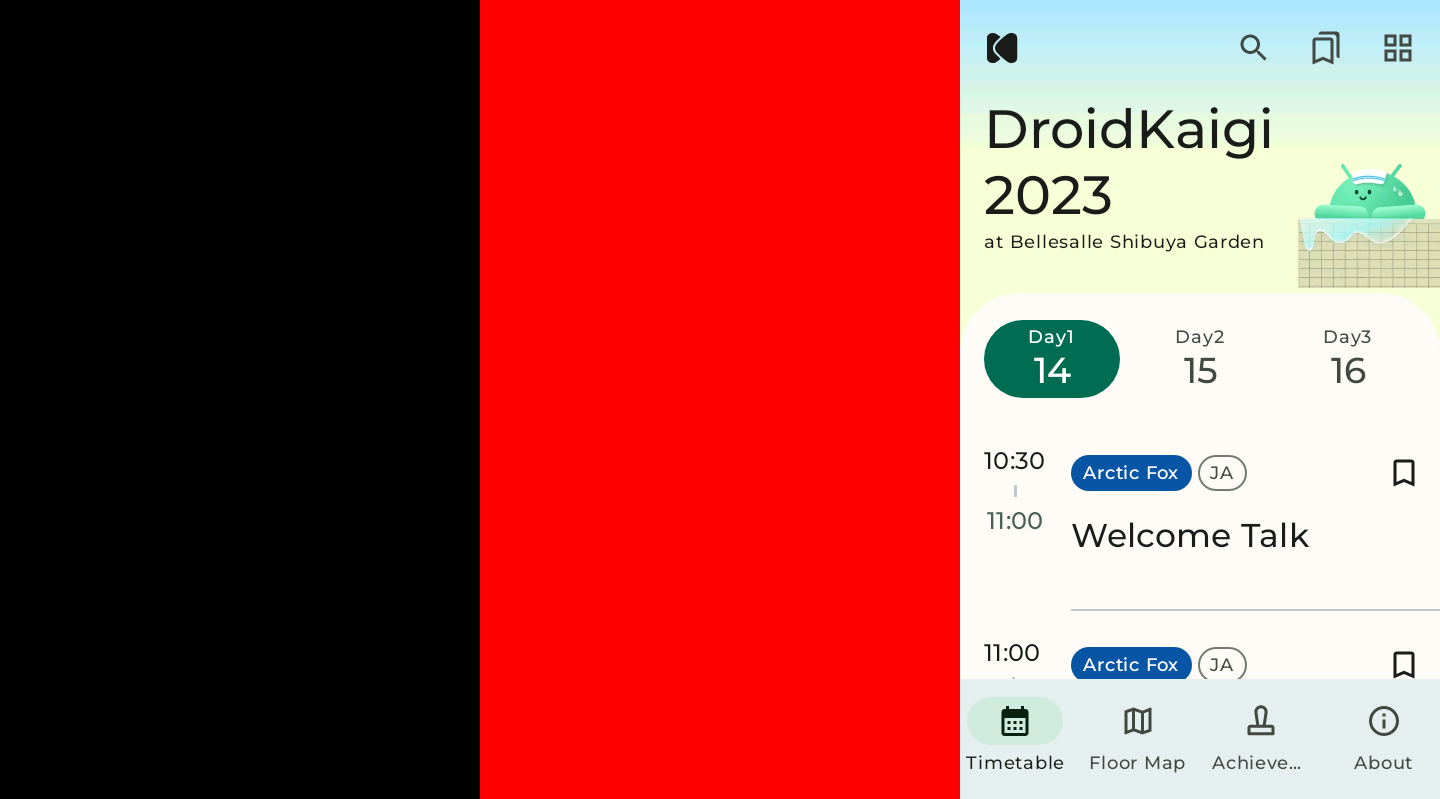 DroidKaigi
2023
at Bellesalle Shibuya Garden
Day1
14
Day2
15
Day3
16
10:30
11:00
Arctic Fox
JA
Welcome Talk
11:00
Arctic Fox
JA
Timetable
Floor Map
Achieve…
About